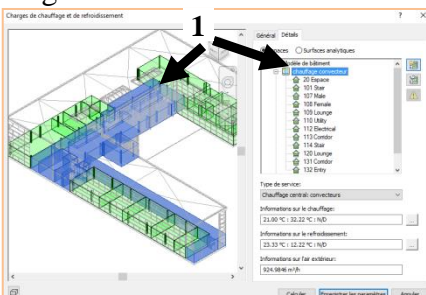 Charges de chauffage et de refroidissement
? X
1
Général Détails
Espaces Surfaces analytiques
Modèle de bâtiment
chauffage convecteur
20 Espace
101 Stair
107 Male
108 Female
109 Lounge
110 Utility
112 Electrical
113 Corridor
114 Stair
120 Lounge
131 Corridor
132 Entry
Type de service:
Chauffage central: convecteurs
Informations sur le chauffage:
21.00 °C : 32.22 °C : N/D
...
Informations sur le refroidissement:
23.33 °C : 12.22 °C : N/D
...
Informations sur l'air extérieur:
924.9846 m³/h
Calculer Enregistrer les paramètres Annuler